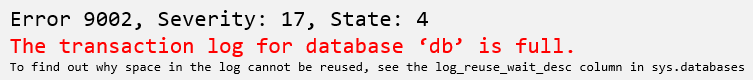 Error 9002, Severity: 17, State: 4
The transaction log for database ‘db’ is full.
To find out why space in the log cannot be reused, see the log_reuse_wait_desc column in sys.databases